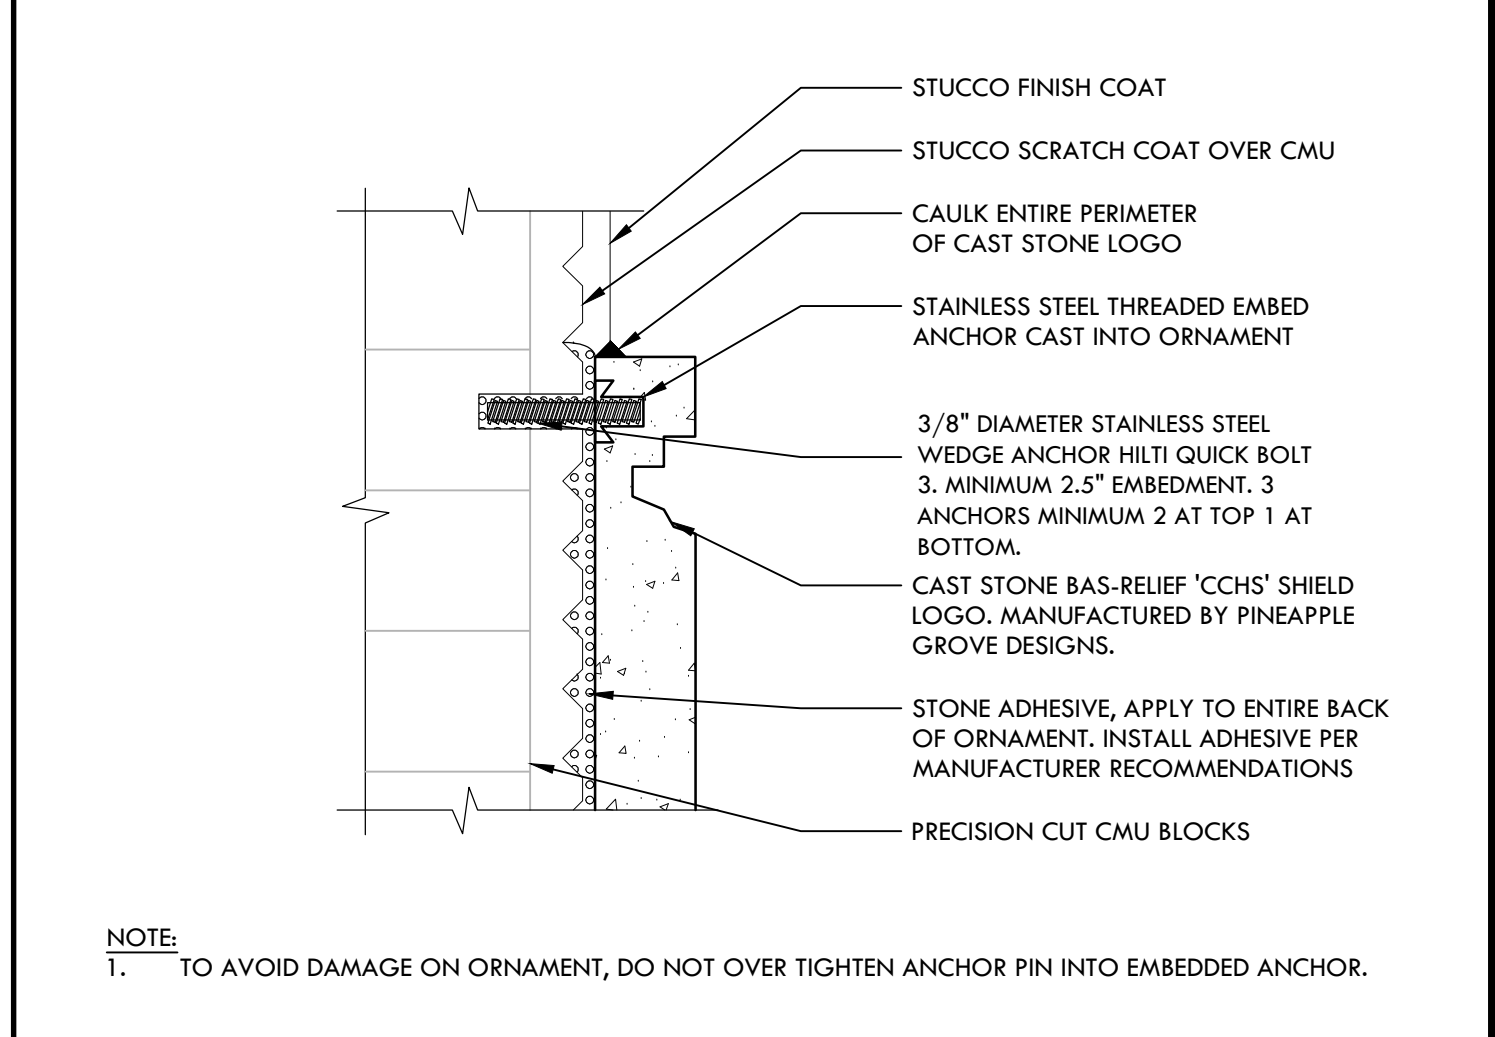 STUCCO FINISH COAT
STUCCO SCRATCH COAT OVER CMU
CAULK ENTIRE PERIMETER
OF CAST STONE LOGO
STAINLESS STEEL THREADED EMBED
ANCHOR CAST INTO ORNAMENT
3/8" DIAMETER STAINLESS STEEL
WEDGE ANCHOR HILTI QUICK BOLT
3. MINIMUM 2.5" EMBEDMENT. 3
ANCHORS MINIMUM 2 AT TOP 1 AT
BOTTOM.
CAST STONE BAS-RELIEF 'CCHS' SHIELD
LOGO. MANUFACTURED BY PINEAPPLE
GROVE DESIGNS.
STONE ADHESIVE, APPLY TO ENTIRE BACK
OF ORNAMENT. INSTALL ADHESIVE PER
MANUFACTURER RECOMMENDATIONS
PRECISION CUT CMU BLOCKS
NOTE:
1. TO AVOID DAMAGE ON ORNAMENT, DO NOT OVER TIGHTEN ANCHOR PIN INTO EMBEDDED ANCHOR.